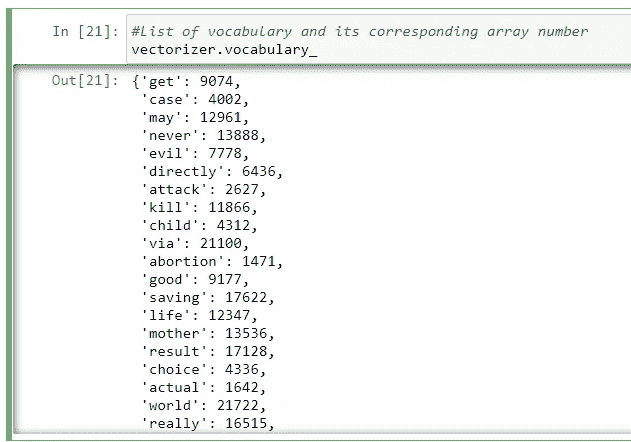 In [21]: #List of vocabulary and its corresponding array number
vectorizer.vocabulary_
Out[21]: {'get': 9074,
'case': 4002,
'may': 12961,
'never': 13888,
'evil': 7778,
'directly': 6436,
'attack': 2627,
'kill': 11866,
'child': 4312,
'via': 21100,
'abortion': 1471,
'good': 9177,
'saving': 17622,
'life': 12347,
'mother': 13536,
'result': 17128,
'choice': 4336,
'actual': 1642,
'world': 21722,
'really': 16515,